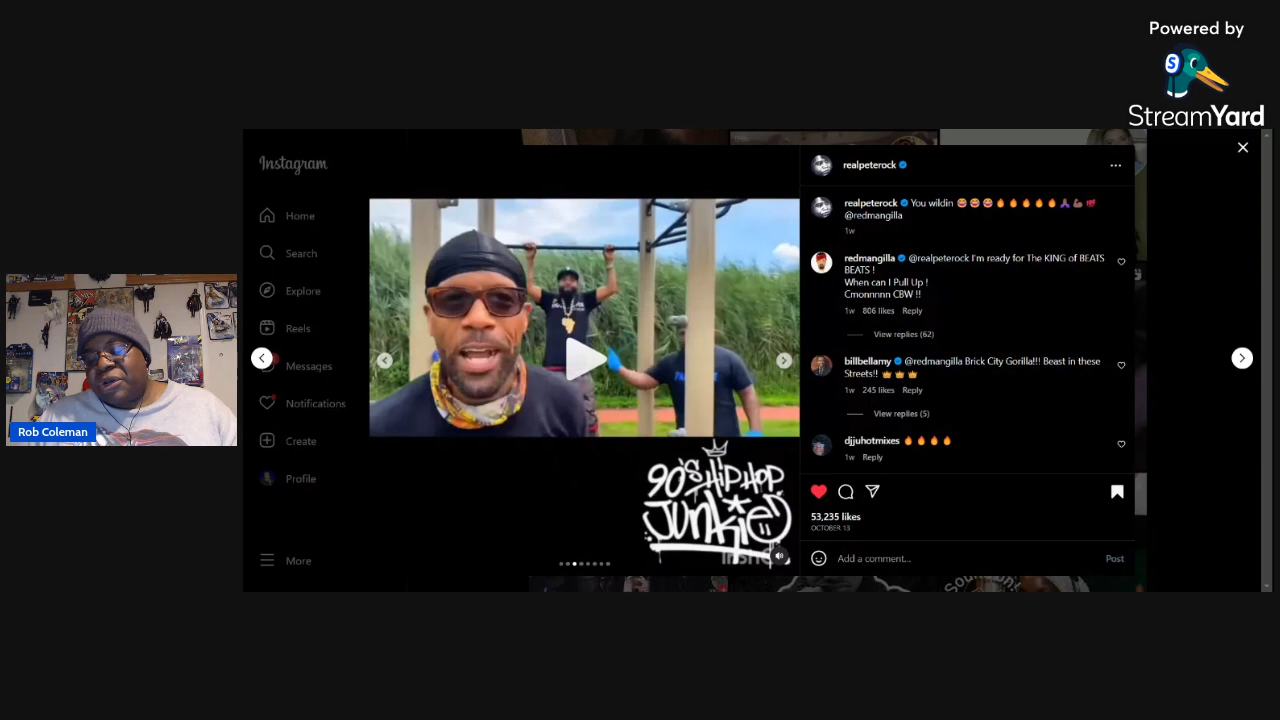 Powered by
S
StreamYard
Instagram
Home
Search
Explore
Reels
Messages
Notifications
Create
Profile
More
Rob Coleman
90's HIP HOP
Junkie
realpeterock
realpeterock You wildin 😍😍😍🔥🔥🔥🔥🔥🙏🏾💪🏾
@redmangilla
1w
redmangilla @realpeterock I'm ready for The KING of BEATS
BEATS !
When can I Pull Up !
Cmonnnnn CBW !!
1w 806 likes Reply
View replies (62)
billbellamy @redmangilla Brick City Gorilla!!! Beast in these
Streets!! 👑👑👑
1w 245 likes Reply
View replies (5)
djjuhotmixes 🔥🔥🔥🔥
1w Reply
53,235 likes
OCTOBER 13
Add a comment...
Post